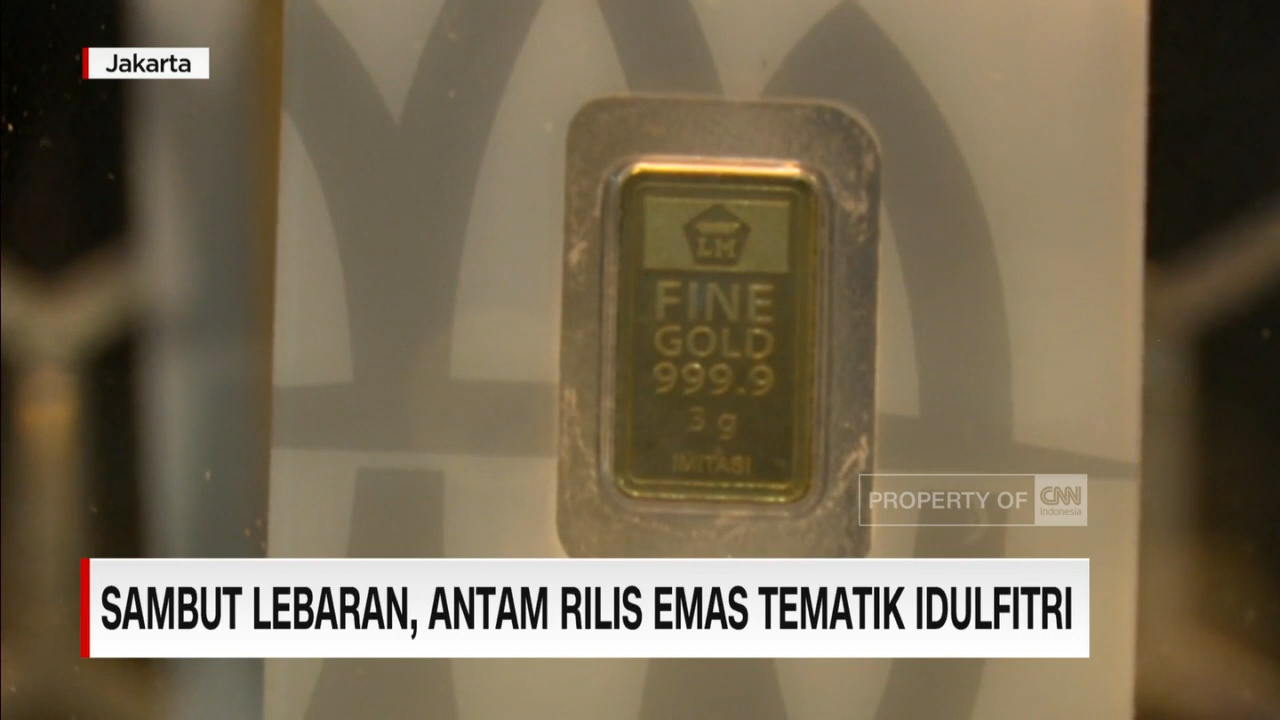 Jakarta
LM
FINE
GOLD
999.9
3 g
IMITASI
PROPERTY OF CNN Indonesia
SAMBUT LEBARAN, ANTAM RILIS EMAS TEMATIK IDULFITRI